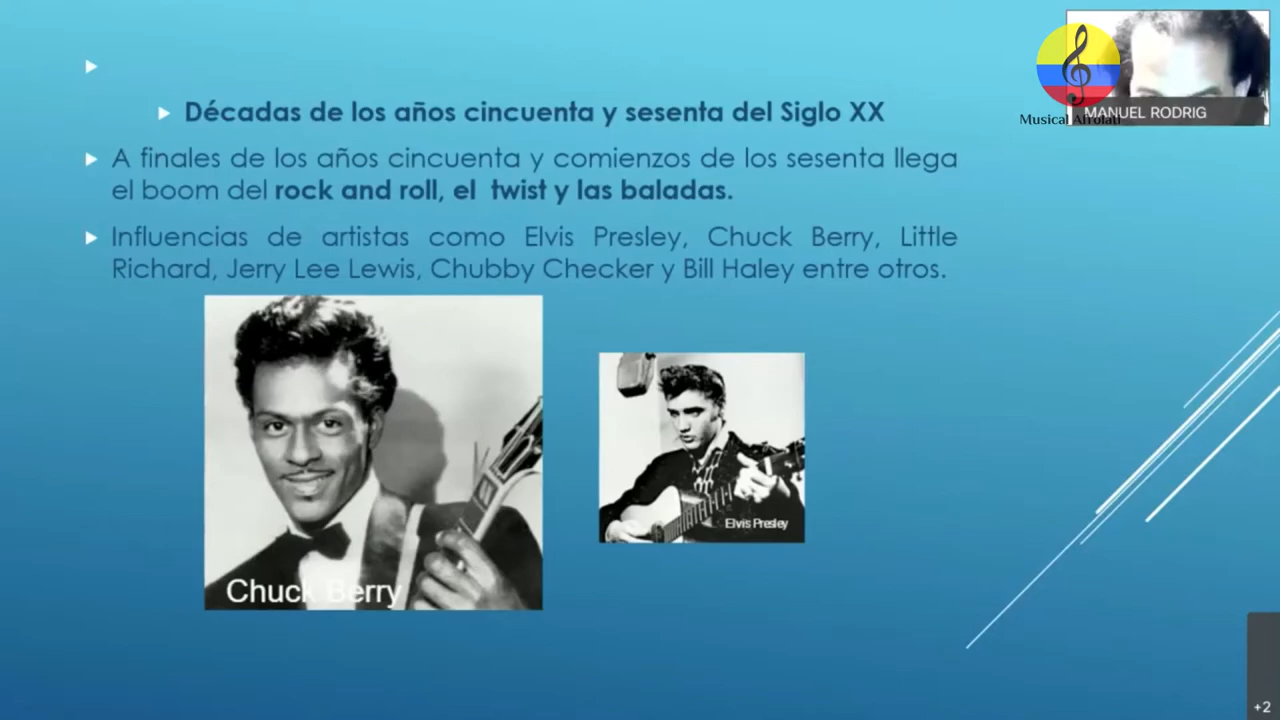 Décadas de los años cincuenta y sesenta del Siglo XX
A finales de los años cincuenta y comienzos de los sesenta llega
el boom del rock and roll, el twist y las baladas.
Influencias de artistas como Elvis Presley, Chuck Berry, Little
Richard, Jerry Lee Lewis, Chubby Checker y Bill Haley entre otros.
Chuck Berry
Elvis Presley
MANUEL RODRIG
Musical Afrolati
+2